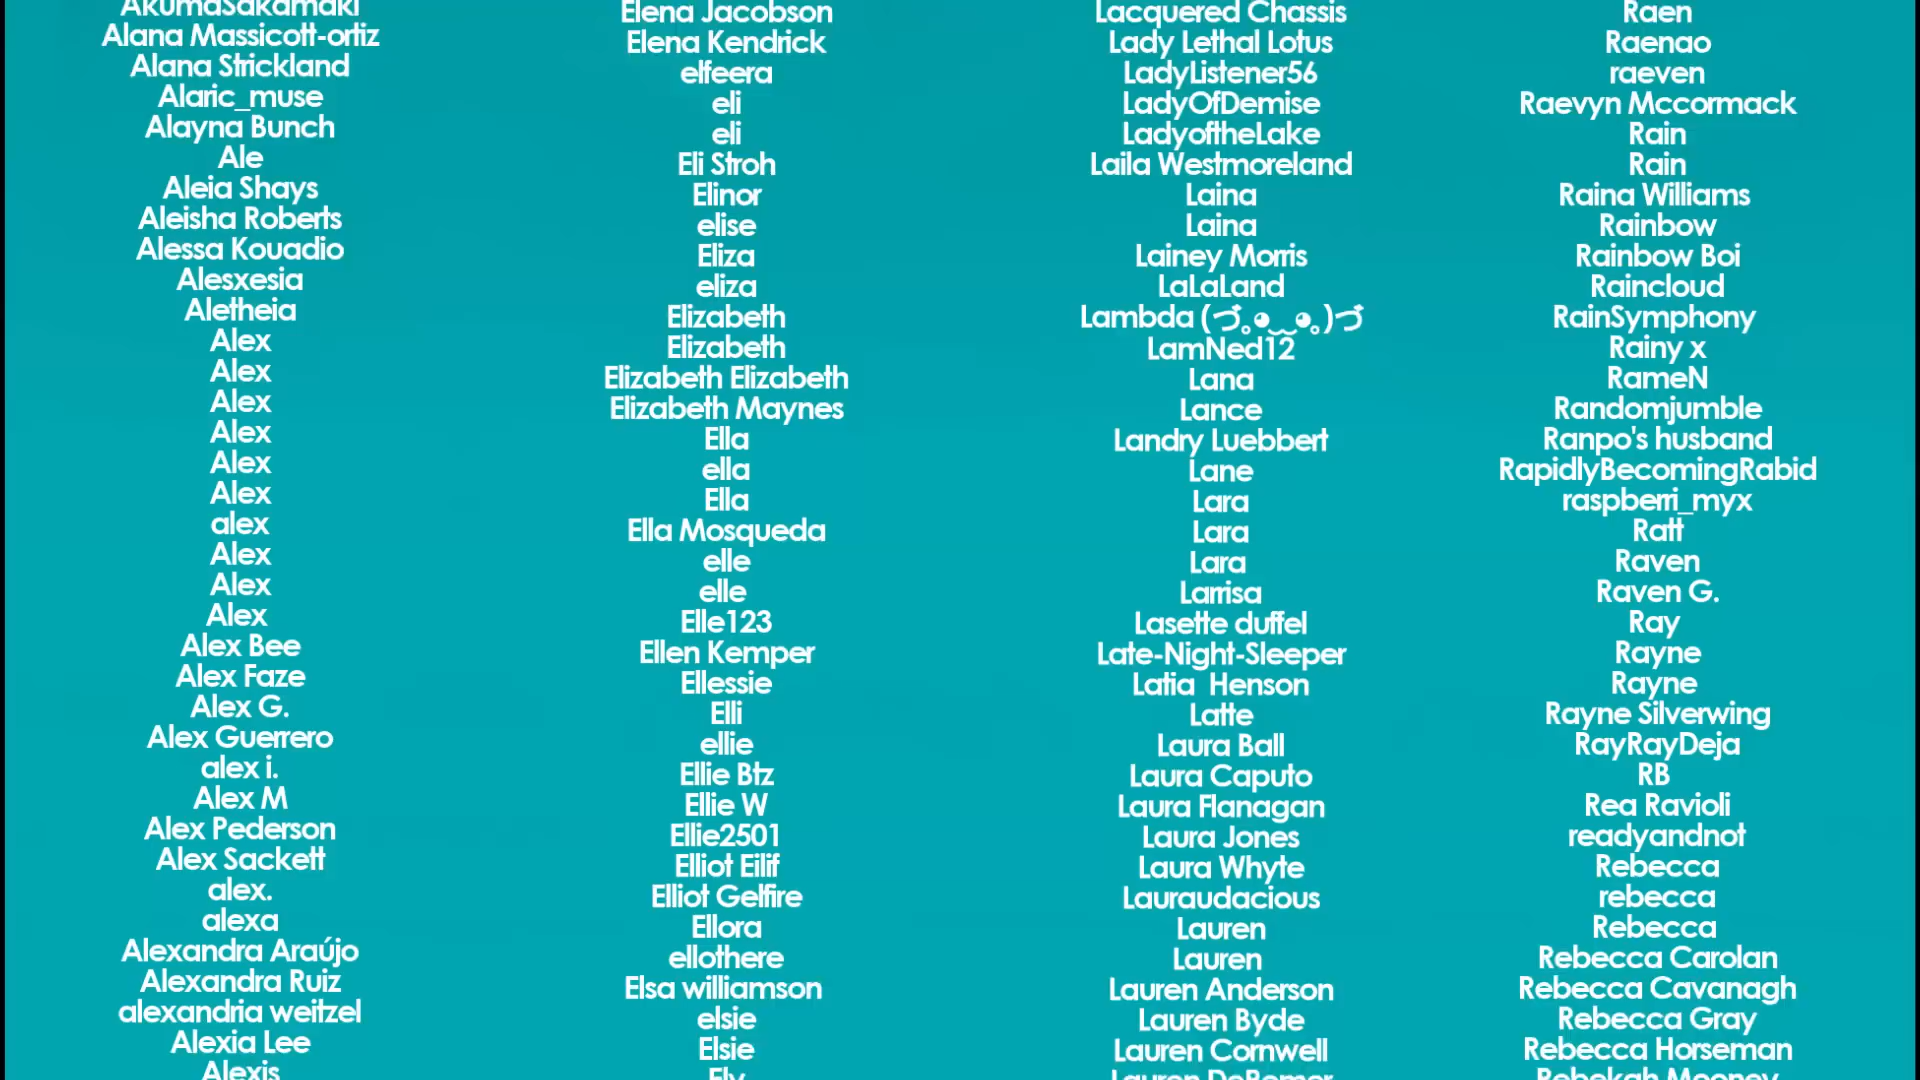 AkumaSakamaki
Alana Massicott-ortiz
Alana Strickland
Alaric_muse
Alayna Bunch
Ale
Aleia Shays
Aleisha Roberts
Alessa Kouadio
Alesxesia
Aletheia
Alex
Alex
Alex
Alex
Alex
Alex
alex
Alex
Alex
Alex
Alex Bee
Alex Faze
Alex G.
Alex Guerrero
alex i.
Alex M
Alex Pederson
Alex Sackett
alex.
alexa
Alexandra Araújo
Alexandra Ruiz
alexandria weitzel
Alexia Lee
Alexis
Elena Jacobson
Elena Kendrick
elfeera
eli
eli
Eli Stroh
Elinor
elise
Eliza
eliza
Elizabeth
Elizabeth
Elizabeth Elizabeth
Elizabeth Maynes
Ella
ella
Ella
Ella Mosqueda
elle
elle
Elle123
Ellen Kemper
Ellessie
Elli
ellie
Ellie Btz
Ellie W
Ellie2501
Elliot Eilif
Elliot Gelfire
Ellora
ellothere
Elsa williamson
elsie
Elsie
Ely
Lacquered Chassis
Lady Lethal Lotus
LadyListener56
LadyOfDemise
LadyoftheLake
Laila Westmoreland
Laina
Laina
Lainey Morris
LaLaLand
Lambda (づ｡◕‿‿◕｡)づ
LamNed12
Lana
Lance
Landry Luebbert
Lane
Lara
Lara
Lara
Larrisa
Lasette duffel
Late-Night-Sleeper
Latia  Henson
Latte
Laura Ball
Laura Caputo
Laura Flanagan
Laura Jones
Laura Whyte
Lauraudacious
Lauren
Lauren
Lauren Anderson
Lauren Byde
Lauren Cornwell
Lauren
Raen
Raenao
raeven
Raevyn Mccormack
Rain
Rain
Raina Williams
Rainbow
Rainbow Boi
Raincloud
RainSymphony
Rainy x
RameN
Randomjumble
Ranpo's husband
RapidlyBecomingRabid
raspberri_myx
Ratt
Raven
Raven G.
Ray
Rayne
Rayne
Rayne Silverwing
RayRayDeja
RB
Rea Ravioli
readyandnot
Rebecca
rebecca
Rebecca
Rebecca Carolan
Rebecca Cavanagh
Rebecca Gray
Rebecca Horseman
Rebekah Mooney